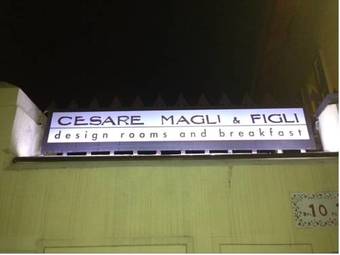 CESARE MAGLI & FIGLI
design rooms and breakfast
10